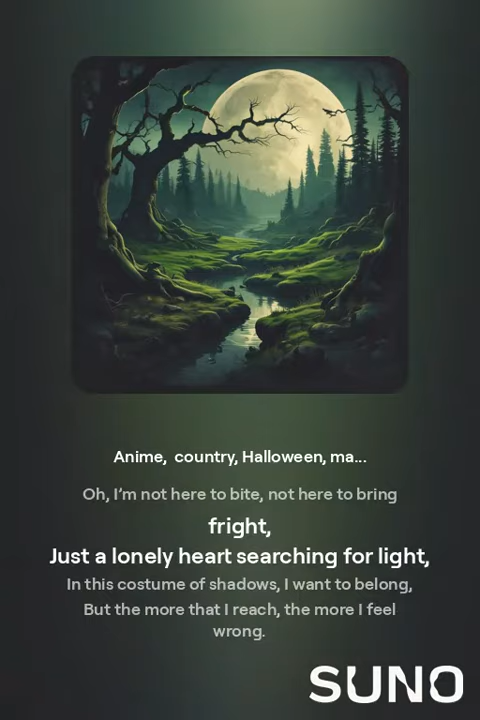 Anime, country, Halloween, ma...
Oh, I’m not here to bite, not here to bring
fright,
Just a lonely heart searching for light,
In this costume of shadows, I want to belong,
But the more that I reach, the more I feel
wrong.
SUNO